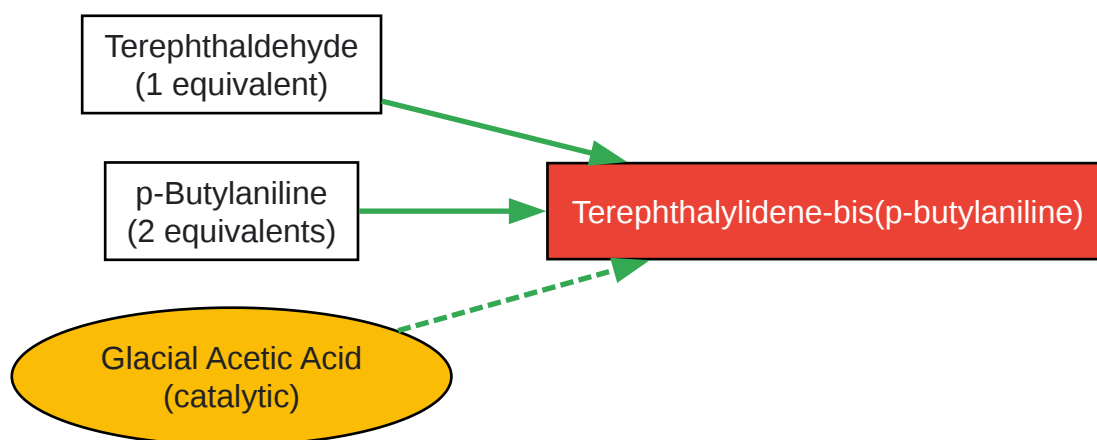 Terephthaldehyde
(1 equivalent)
p-Butylaniline
(2 equivalents)
Terephthalylidene-bis(p-butylaniline)
Glacial Acetic Acid
(catalytic)